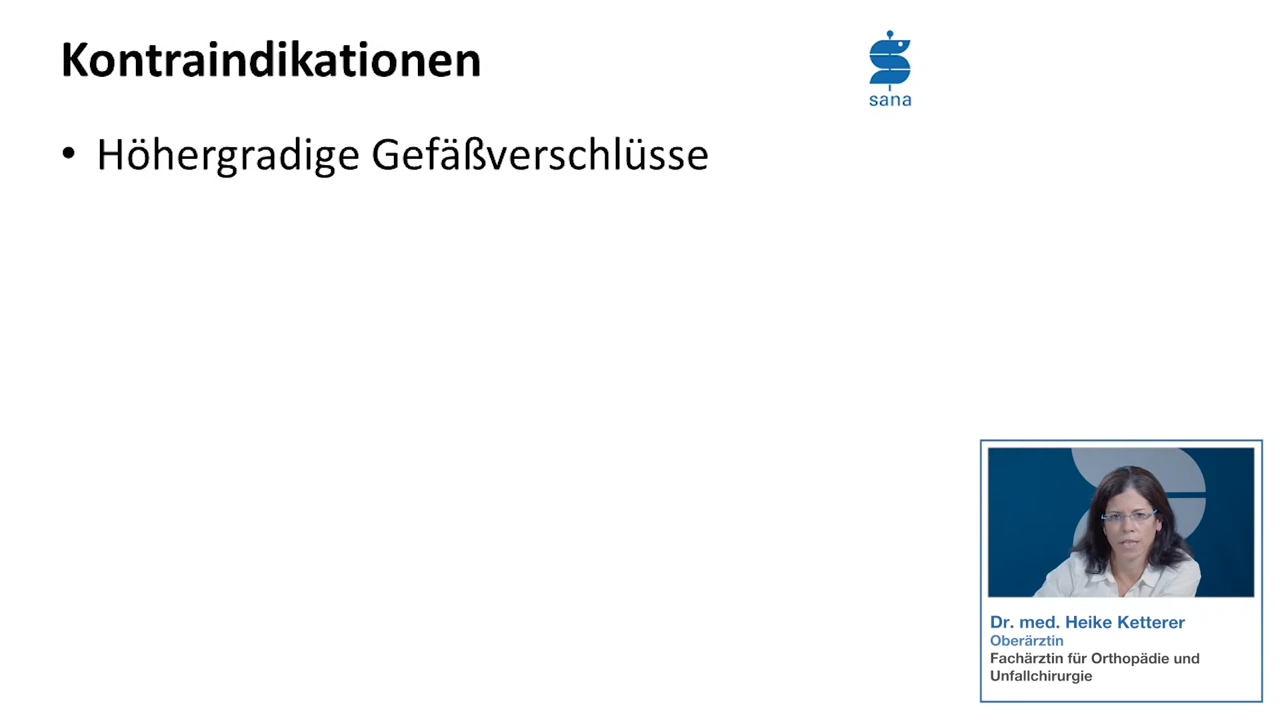 Kontraindikationen
sana
• Höhergradige Gefäßverschlüsse
Dr. med. Heike Ketterer
Oberärztin
Fachärztin für Orthopädie und
Unfallchirurgie